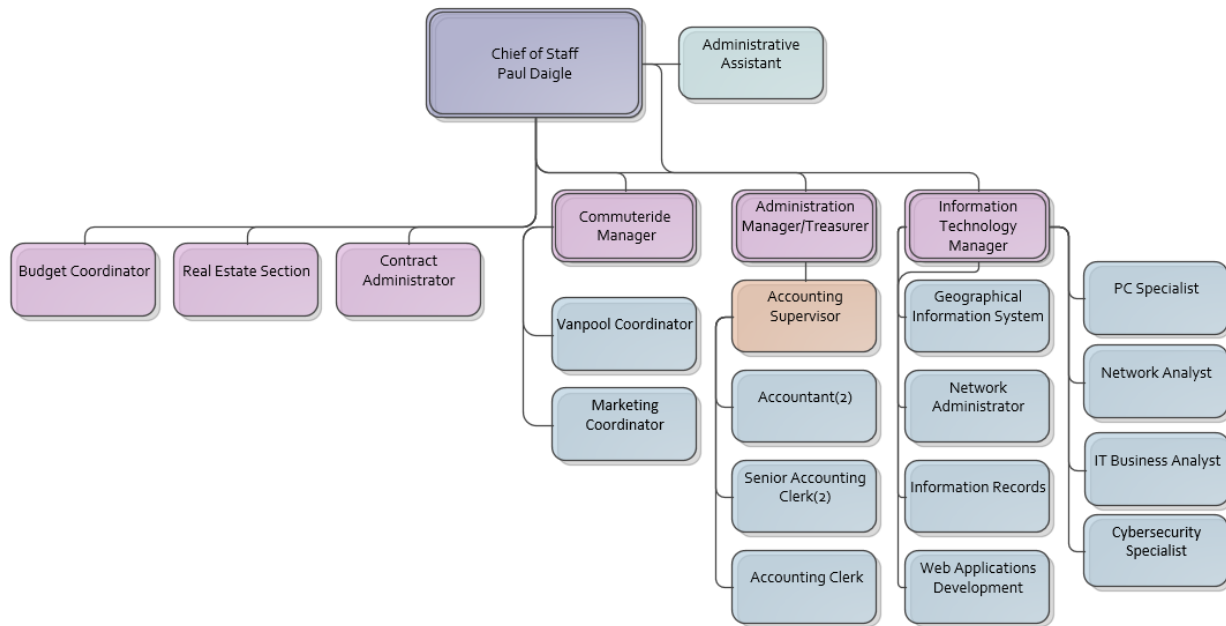 Chief of Staff
Paul Daigle
Administrative
Assistant
Budget Coordinator
Real Estate Section
Contract
Administrator
Commuteride
Manager
Administration
Manager/Treasurer
Information
Technology
Manager
Vanpool Coordinator
Marketing
Coordinator
Accounting
Supervisor
Accountant(2)
Senior Accounting
Clerk(2)
Accounting Clerk
Geographical
Information System
Network
Administrator
Information Records
Web Applications
Development
PC Specialist
Network Analyst
IT Business Analyst
Cybersecurity
Specialist